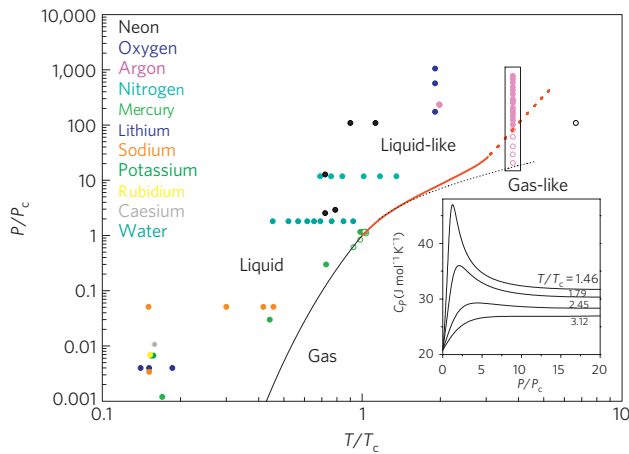 10,000
1,000
100
10
1
0.1
0.01
0.001
P/Pc
Neon
Oxygen
Argon
Nitrogen
Mercury
Lithium
Sodium
Potassium
Rubidium
Caesium
Water
Liquid-like
Gas-like
Liquid
Gas
0.1
1
10
T/Tc
CP (J mol⁻¹ K⁻¹)
40
30
20
T/Tc = 1.46
1.79
2.45
3.12
0
5
10
15
20
P/Pc